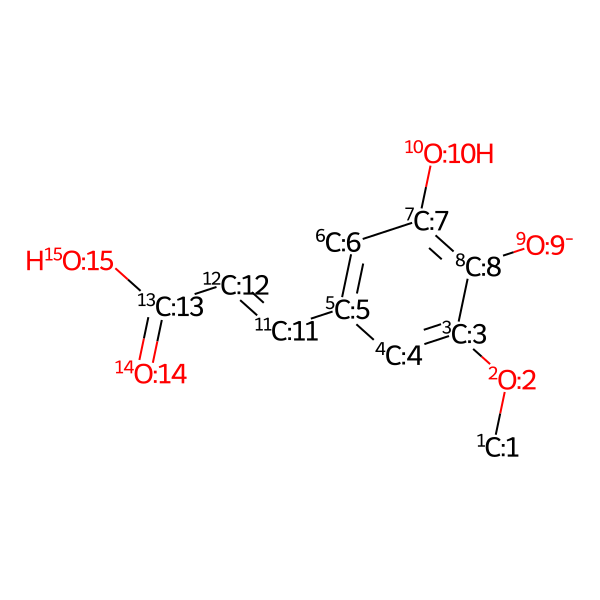 ¹⁰O:10H
⁷C:7
⁶C:6
⁹O:9⁻
H¹⁵O:15
⁸C:8
¹²C:12
¹³C:13
⁵C:5
¹¹C:11
³C:3
⁴C:4
¹⁴O:14
²O:2
¹C:1